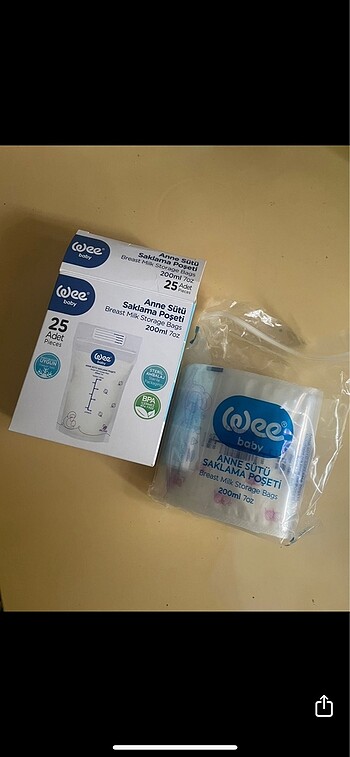 wee
baby
Anne Sütü
Saklama Poşeti
Breast Milk Storage Bags
200ml 7oz
25 Adet
Pieces
wee
baby
Anne Sütü
Saklama Poşeti
Breast Milk Storage Bags
200ml 7oz
25
Adet
Pieces
wee
baby
BPA
wee
baby
ANNE SÜTÜ
SAKLAMA POŞETİ
Breast Milk Storage Bags
200ml 7oz